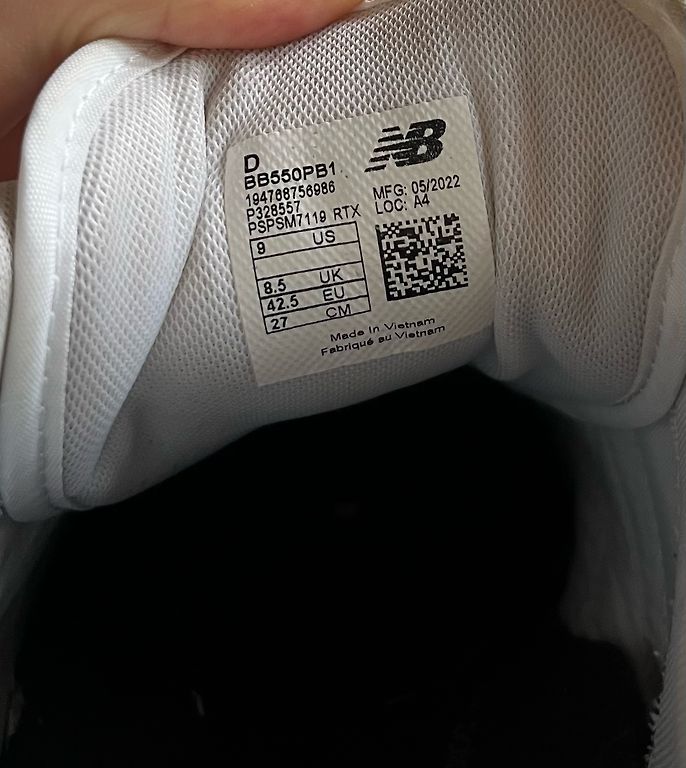 D
NB
BB550PB1
194768756986
P328557
PSPSM7119 RTX
MFG: 05/2022
LOC: A4
9 US
8.5 UK
42.5 EU
27 CM
Made In Vietnam
Fabriqué au Vietnam